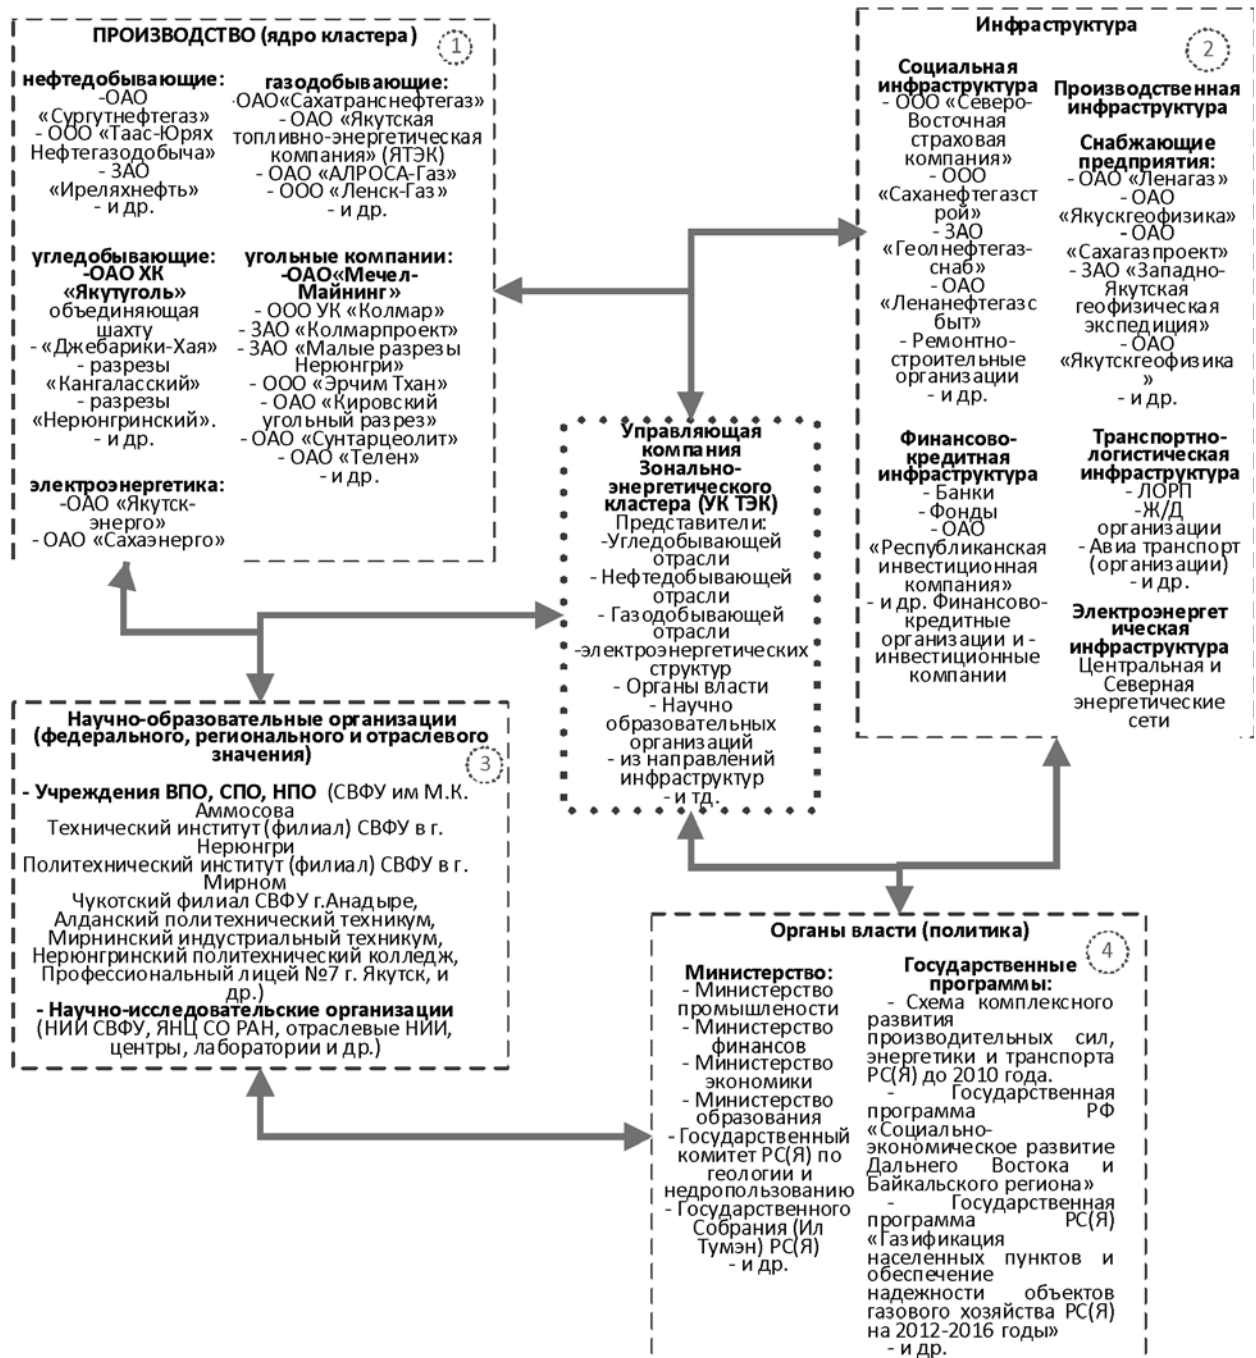 ПРОИЗВОДСТВО (ядро кластера)
1
нефтедобывающие:
-ОАО
«Сургутнефтегаз»
- ООО «Таас-Юрях
Нефтегазодобыча»
- ЗАО
«Иреляхнефть»
- и др.
газодобывающие:
-ОАО«Сахатранснефтегаз»
- ОАО «Якутская
топливно-энергетическая
компания» (ЯТЭК)
- ОАО «АЛРОСА-Газ»
- ООО «Ленск-Газ»
- и др.
угледобывающие:
-ОАО ХК
«Якутуголь»
объединяющая
шахту
- «Джебарики-Хая»
- разрезы
«Кангаласский»
- разрезы
«Нерюнгринский».
- и др.
угольные компании:
-ОАО«Мечел-
Майнинг»
- ООО УК «Колмар»
- ЗАО «Колмарпроект»
- ЗАО «Малые разрезы
Нерюнгри»
- ООО «Эрчим Тхан»
- ОАО «Кировский
угольный разрез»
- ОАО «Сунтарцеолит»
- ОАО «Телен»
- и др.
электроэнергетика:
-ОАО «Якутск-
энерго»
- ОАО «Сахаэнерго»
Инфраструктура
2
Социальная
инфраструктура
- ООО «Северо-
Восточная
страховая
компания»
- ООО
«Саханефтегазст
рой»
- ЗАО
«Геолнефтегаз-
снаб»
- ОАО
«Ленанефтегазс
быт»
- Ремонтно-
строительные
организации
- и др.
Производственная
инфраструктура
Снабжающие
предприятия:
- ОАО «Ленагаз»
- ОАО
«Якускгеофизика»
- ОАО
«Сахагазпроект»
- ЗАО «Западно-
Якутская
геофизическая
экспедиция»
- ОАО
«Якутскгеофизика
»
- и др.
Финансово-
кредитная
инфраструктура
- Банки
- Фонды
- ОАО
«Республиканская
инвестиционная
компания»
- и др. Финансово-
кредитные
организации и -
инвестиционные
компании
Транспортно-
логистическая
инфраструктура
- ЛОРП
-Ж/Д
организации
- Авиа транспорт
(организации)
- и др.
Электроэнергет
ическая
инфраструктура
Центральная и
Северная
энергетические
сети
Управляющая
компания
Зонально-
энергетического
кластера (УК ТЭК)
Представители:
-Угледобывающей
отрасли
- Нефтедобывающей
отрасли
- Газодобывающей
отрасли
-электроэнергетических
структур
- Органы власти
- Научно
образовательных
организаций
- из направлений
инфраструктур
- и тд.
Научно-образовательные организации
(федерального, регионального и отраслевого
значения)
3
- Учреждения ВПО, СПО, НПО (СВФУ им М.К.
Аммосова
Технический институт (филиал) СВФУ в г.
Нерюнгри
Политехнический институт (филиал) СВФУ в г.
Мирном
Чукотский филиал СВФУ г.Анадыре,
Алданский политехнический техникум,
Мирнинский индустриальный техникум,
Нерюнгринский политехнический колледж,
Профессиональный лицей №7 г. Якутск, и
др.)
- Научно-исследовательские организации
(НИИ СВФУ, ЯНЦ СО РАН, отраслевые НИИ,
центры, лаборатории и др.)
Органы власти (политика)
4
Министерство:
- Министерство
промышлености
- Министерство
финансов
- Министерство
экономики
- Министерство
образования
- Государственный
комитет РС(Я) по
геологии и
недропользованию
- Государственного
Собрания (Ил
Тумэн) РС(Я)
- и др.
Государственные
программы:
- Схема комплексного
развития
производительных сил,
энергетики и транспорта
РС(Я) до 2010 года.
- Государственная
программа РФ
«Социально-
экономическое развитие
Дальнего Востока и
Байкальского региона»
- Государственная
программа РС(Я)
«Газификация
населенных пунктов и
обеспечение
надежности объектов
газового хозяйства РС(Я)
на 2012-2016 годы»
- и др.